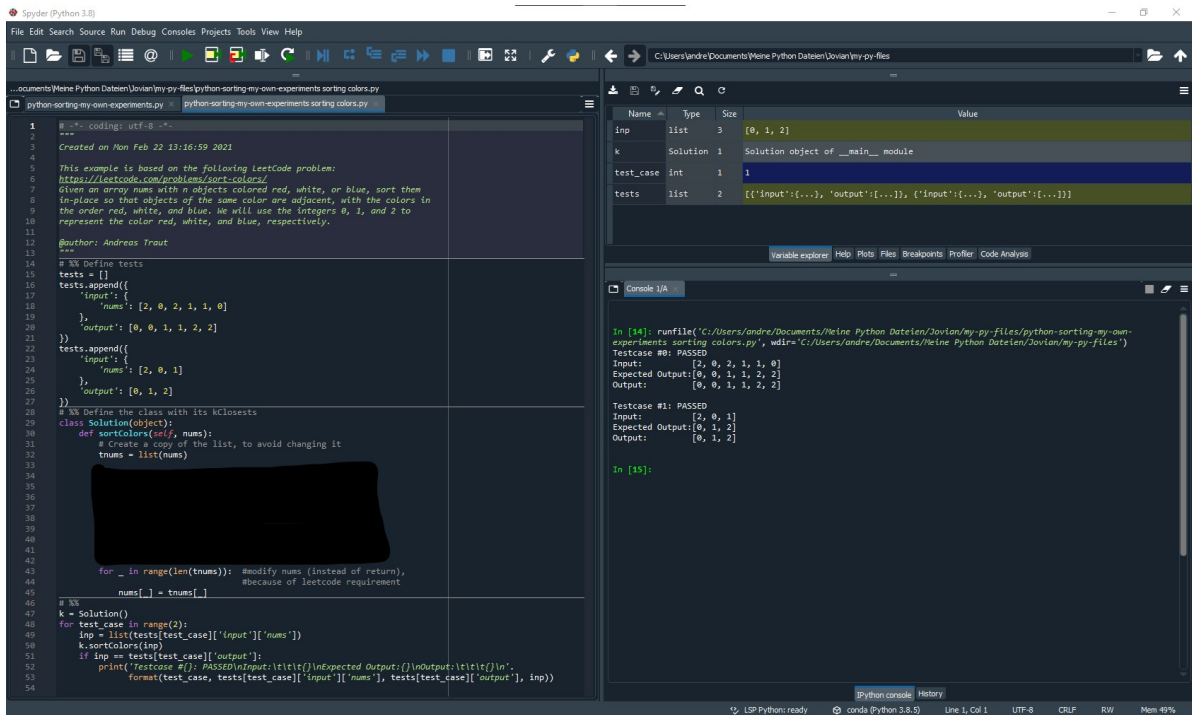 Spyder (Python 3.8)
File Edit Search Source Run Debug Consoles Projects Tools View Help
C:\Users\andre\Documents\Meine Python Dateien\Jovian\my-py-files
...ocuments\Meine Python Dateien\Jovian\my-py-files\python-sorting-my-own-experiments sorting colors.py
python-sorting-my-own-experiments.py
python-sorting-my-own-experiments sorting colors.py
1 # -*- coding: utf-8 -*-
2 """
3 Created on Mon Feb 22 13:16:59 2021
4
5 This example is based on the folloxing LeetCode problem:
6 https://leetcode.com/problems/sort-colors/
7 Given an array nums with n objects colored red, white, or blue, sort them
8 in-place so that objects of the same color are adjacent, with the colors in
9 the order red, white, and blue. We will use the integers 0, 1, and 2 to
10 represent the color red, white, and blue, respectively.
11
12 @author: Andreas Traut
13 """
14 # %% Define tests
15 tests = []
16 tests.append({
17 'input': {
18 'nums': [2, 0, 2, 1, 1, 0]
19 },
20 'output': [0, 0, 1, 1, 2, 2]
21 })
22 tests.append({
23 'input': {
24 'nums': [2, 0, 1]
25 },
26 'output': [0, 1, 2]
27 })
28 # %% Define the class with its kClosests
29 class Solution(object):
30 def sortColors(self, nums):
31 # Create a copy of the list, to avoid changing it
32 tnums = list(nums)
33
34
35
36
37
38
39
40
41
42
43 for _ in range(len(tnums)): #modify nums (instead of return),
44 #because of leetcode requirement
45 nums[_] = tnums[_]
46 # %%
47 k = Solution()
48 for test_case in range(2):
49 inp = list(tests[test_case]['input']['nums'])
50 k.sortColors(inp)
51 if inp == tests[test_case]['output']:
52 print('Testcase #{}: PASSED\nInput:\t\t\t{}\nExpected Output:{}\nOutput:\t\t\t{}\n'.
53 format(test_case, tests[test_case]['input']['nums'], tests[test_case]['output'], inp))
54
Name Type Size Value
inp list 3 [0, 1, 2]
k Solution 1 Solution object of __main__ module
test_case int 1 1
tests list 2 [{'input':{...}, 'output':[...]}, {'input':{...}, 'output':[...]}]
Variable explorer Help Plots Files Breakpoints Profiler Code Analysis
Console 1/A
In [14]: runfile('C:/Users/andre/Documents/Meine Python Dateien/Jovian/my-py-files/python-sorting-my-own-
experiments sorting colors.py', wdir='C:/Users/andre/Documents/Meine Python Dateien/Jovian/my-py-files')
Testcase #0: PASSED
Input: [2, 0, 2, 1, 1, 0]
Expected Output:[0, 0, 1, 1, 2, 2]
Output: [0, 0, 1, 1, 2, 2]
Testcase #1: PASSED
Input: [2, 0, 1]
Expected Output:[0, 1, 2]
Output: [0, 1, 2]
In [15]:
IPython console History
LSP Python: ready conda (Python 3.8.5) Line 1, Col 1 UTF-8 CRLF RW Mem 49%